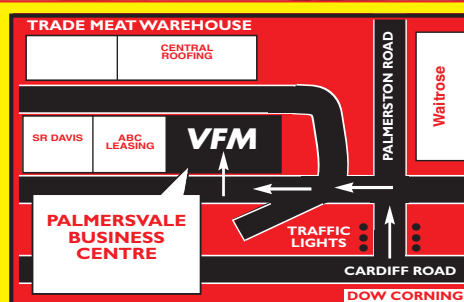 TRADE MEAT WAREHOUSE
CENTRAL
ROOFING
PALMERSTON ROAD
Waitrose
SR DAVIS
ABC
LEASING
VFM
PALMERSVALE
BUSINESS
CENTRE
TRAFFIC
LIGHTS
CARDIFF ROAD
DOW CORNING